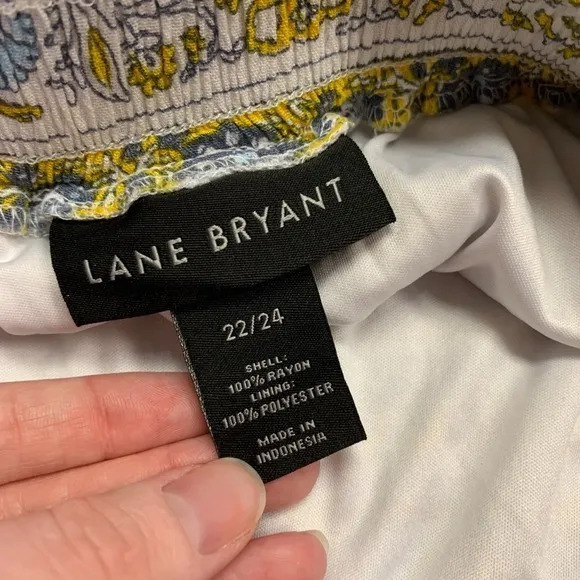 LANE BRYANT
22/24
SHELL:
100% RAYON
LINING:
100% POLYESTER
MADE IN
INDONESIA